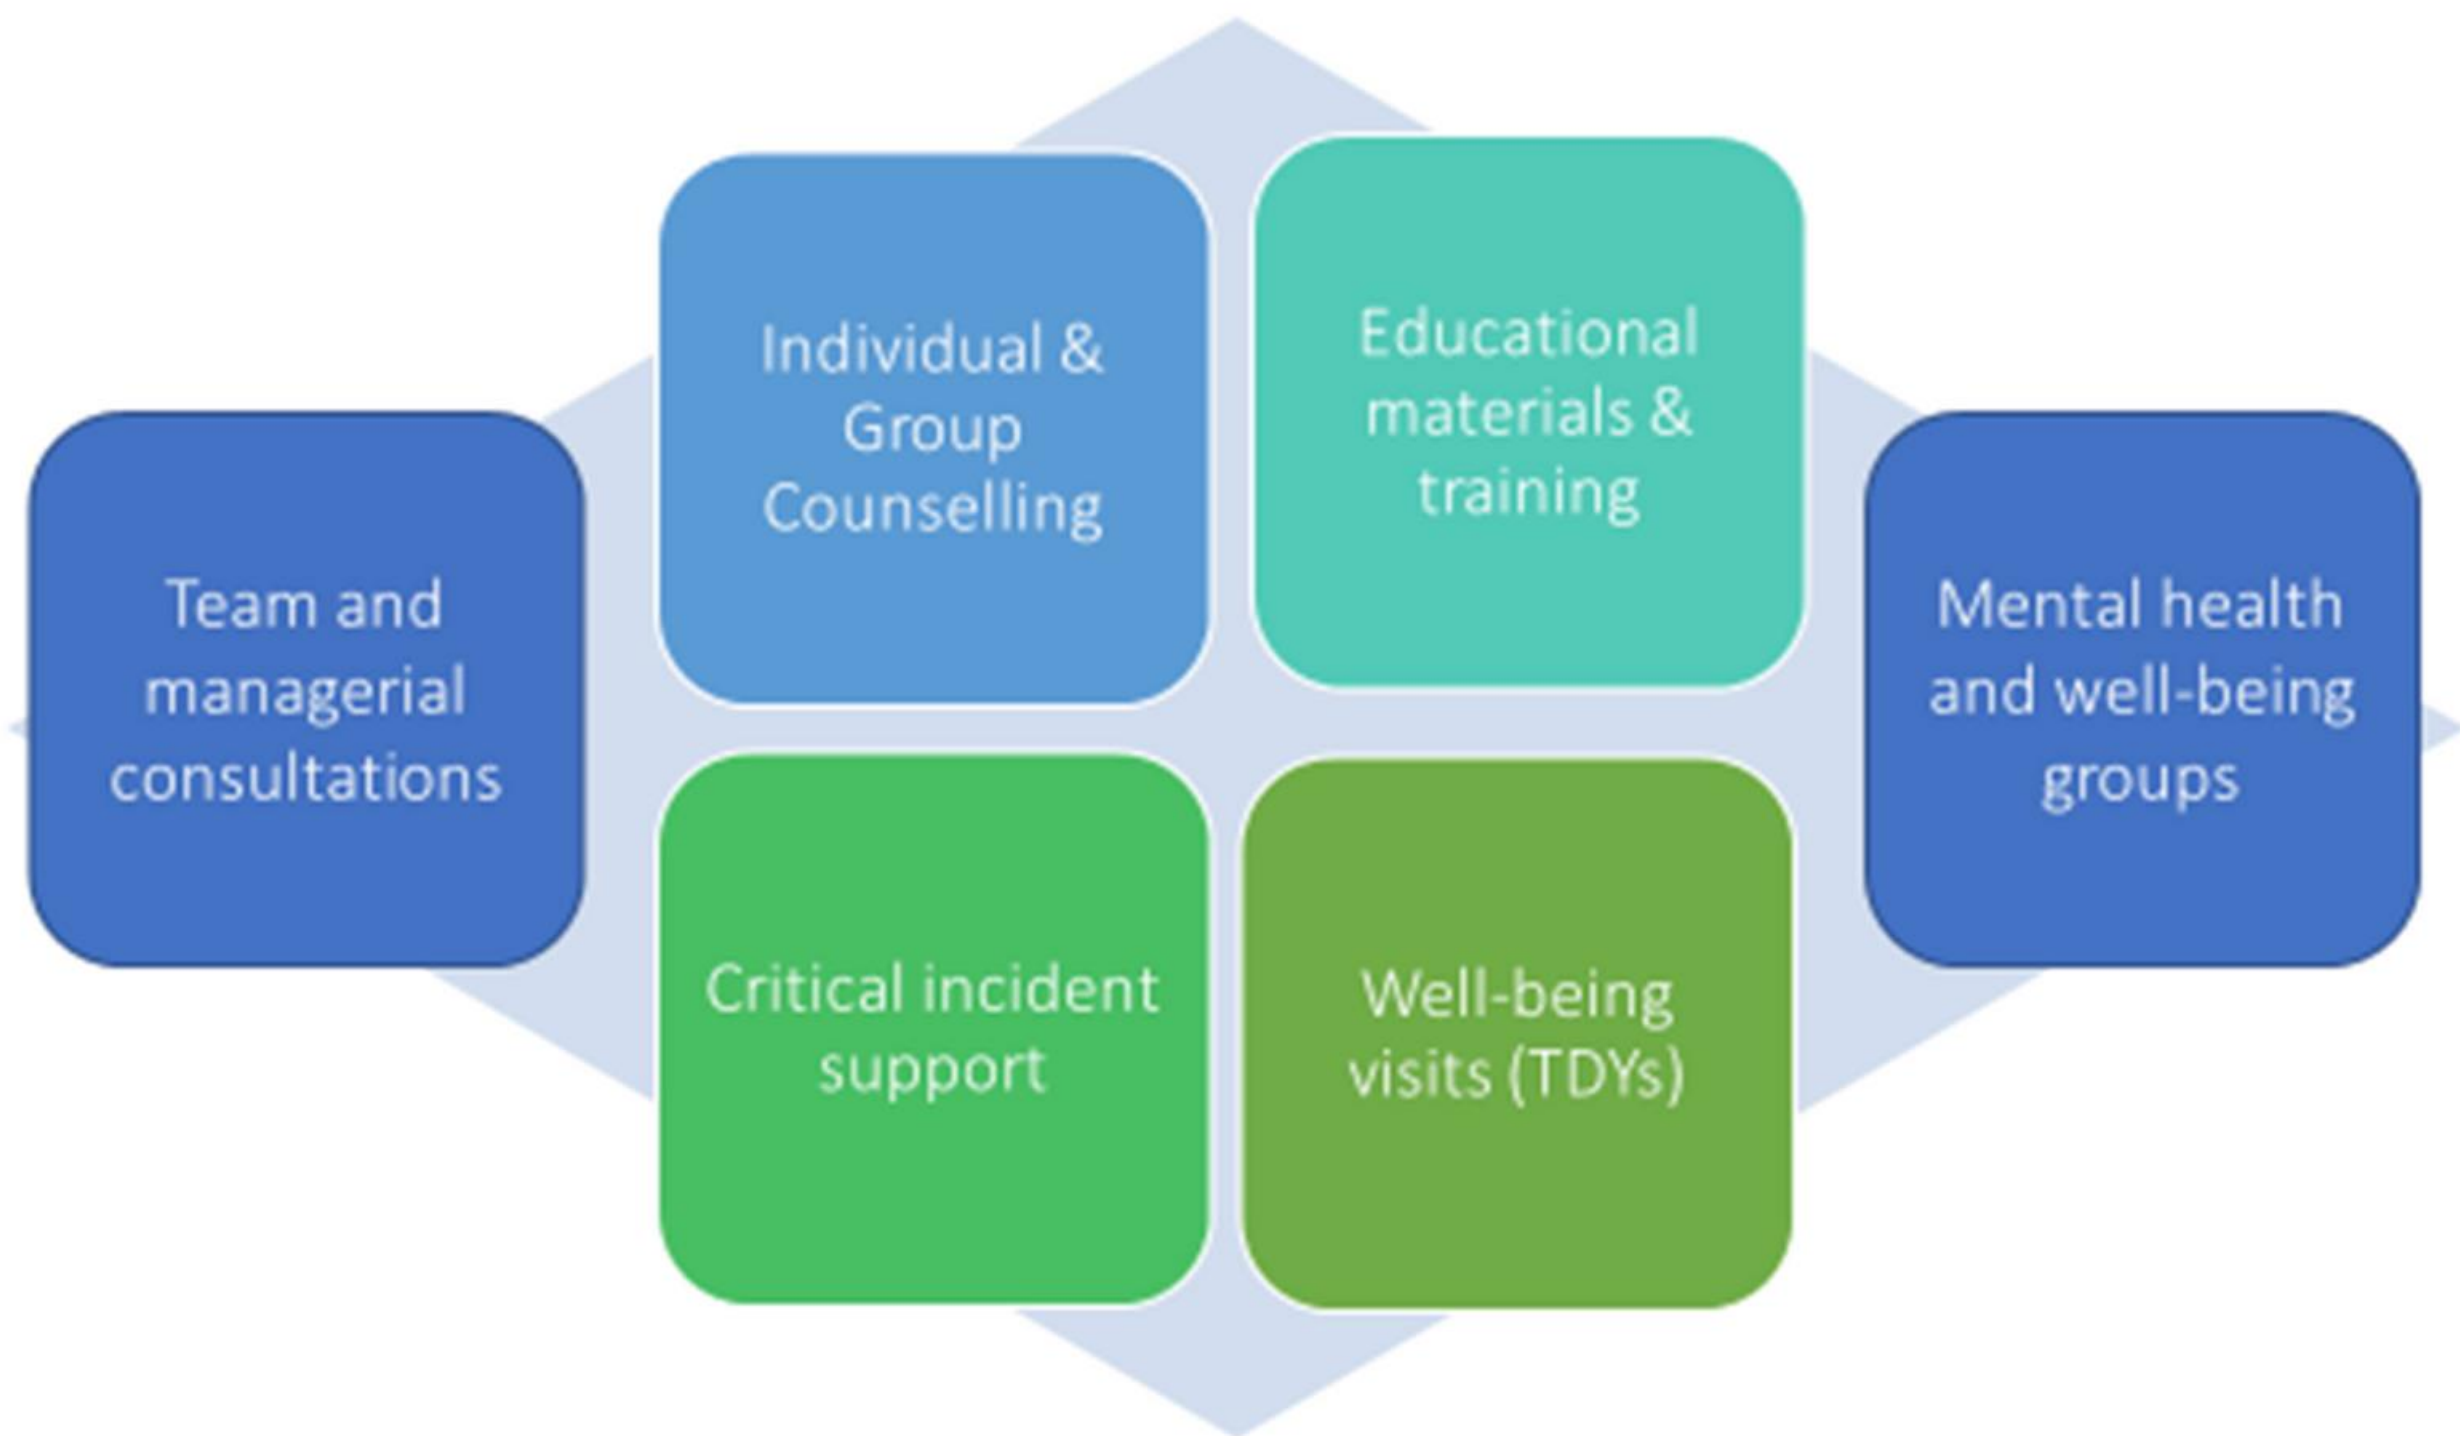 Individual &
Group
Counselling
Educational
materials &
training
Team and
managerial
consultations
Mental health
and well-being
groups
Critical incident
support
Well-being
visits (TDYs)